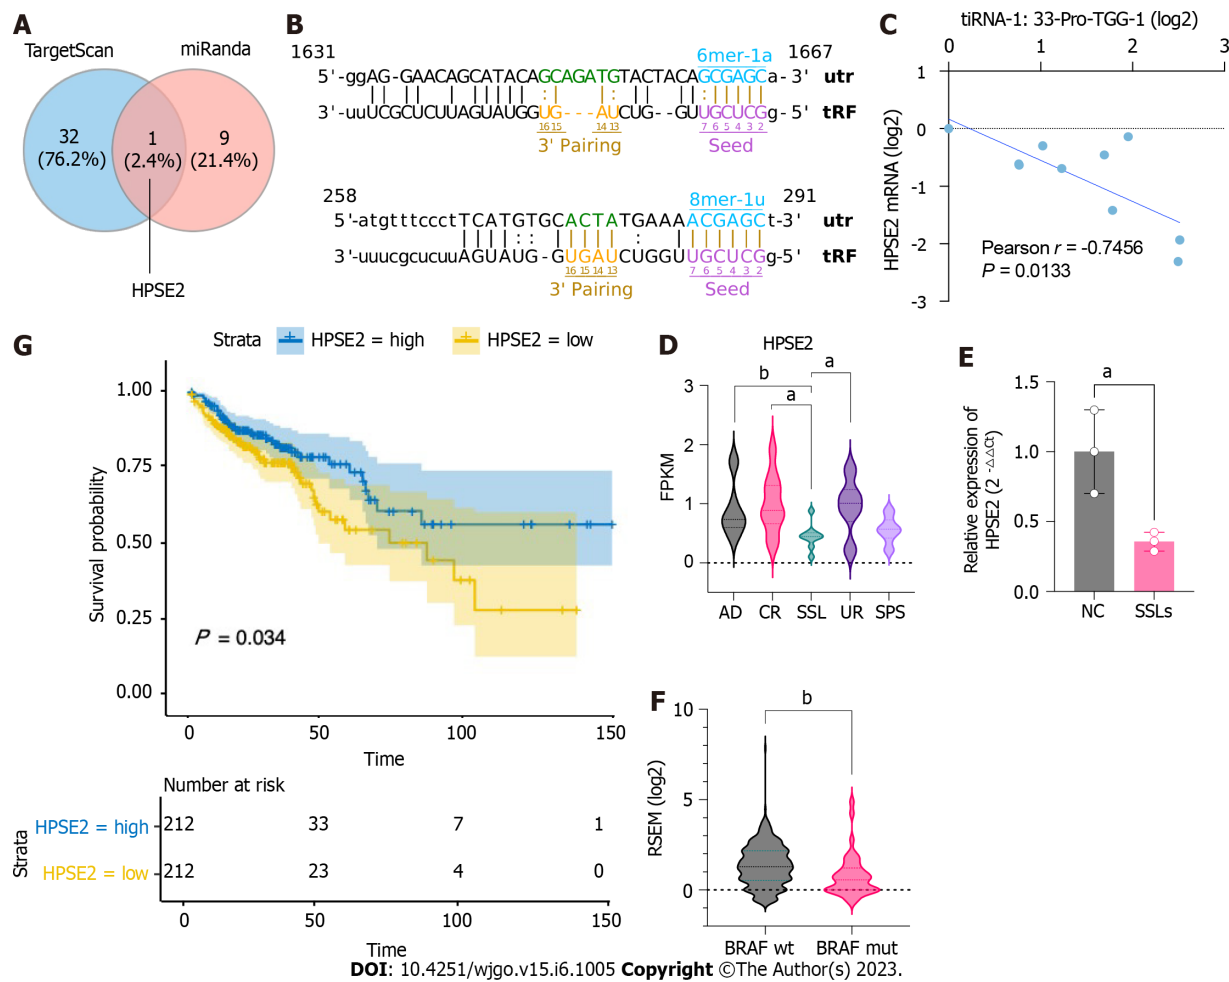 A
TargetScan
miRanda
32
(76.2%)
1
(2.4%)
9
(21.4%)
HPSE2
B
1631
6mer-1a
1667
5'-ggAG-GAACAGCATACAGCAGATGTACTACAGCGAGCa-3' utr
3'-uuUCGCUCUUAGUAUGGUG---AUCUG--GUUGCUCGg-5' tRF
16 15
14 13
7 6 5 4 3 2
3' Pairing
Seed
258
8mer-1u
291
5'-atgtttccctTCATGTGCACTATGAAAACGAGCt-3' utr
3'-uuucgcucuuAGUAUG-GUGAUCUGGUUGCUCGg-5' tRF
16 15 14 13
7 6 5 4 3 2
3' Pairing
Seed
C
tiRNA-1: 33-Pro-TGG-1 (log2)
0 1 2 3
1
0
-1
-2
-3
HPSE2 mRNA (log2)
Pearson r = -0.7456
P = 0.0133
G
Strata
HPSE2 = high
HPSE2 = low
1.00
0.75
0.50
0.25
0.00
Survival probability
P = 0.034
0 50 100 150
Time
Number at risk
Strata
HPSE2 = high 212 33 7 1
HPSE2 = low 212 23 4 0
0 50 100 150
Time
D
HPSE2
b
a
a
3
2
1
0
FPKM
AD CR SSL UR SPS
E
a
1.5
1.0
0.5
0.0
Relative expression of
HPSE2 (2 -△△Ct)
NC SSLs
F
b
10
5
0
RSEM (log2)
BRAF wt BRAF mut
DOI: 10.4251/wjgo.v15.i6.1005 Copyright ©The Author(s) 2023.